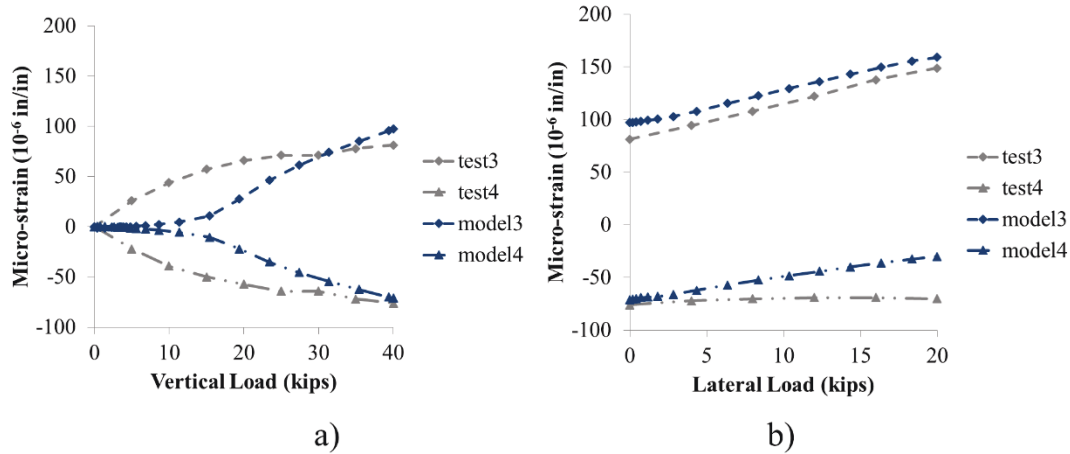 200
150
100
50
0
-50
-100
0 10 20 30 40
Micro-strain (10-6 in/in)
Vertical Load (kips)
test3
test4
model3
model4
a)
200
150
100
50
0
-50
-100
0 5 10 15 20
Micro-strain (10-6 in/in)
Lateral Load (kips)
test3
test4
model3
model4
b)